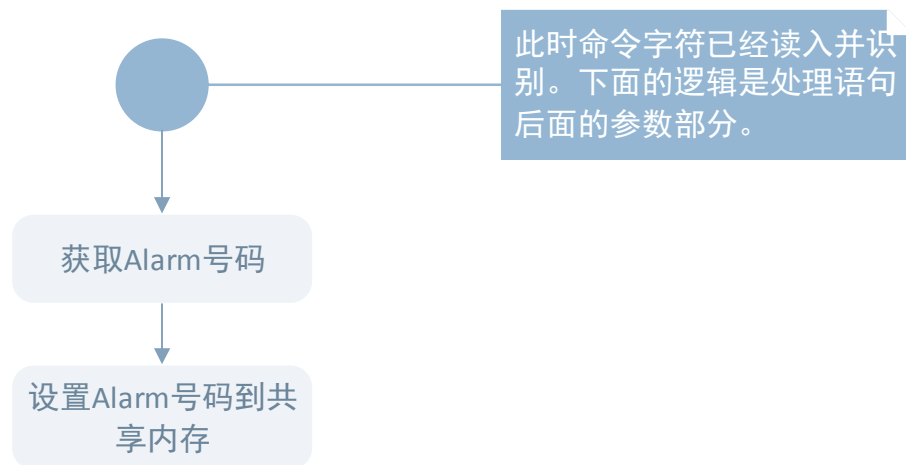 此时命令字符已经读入并识
别。下面的逻辑是处理语句
后面的参数部分。
获取Alarm号码
设置Alarm号码到共
享内存